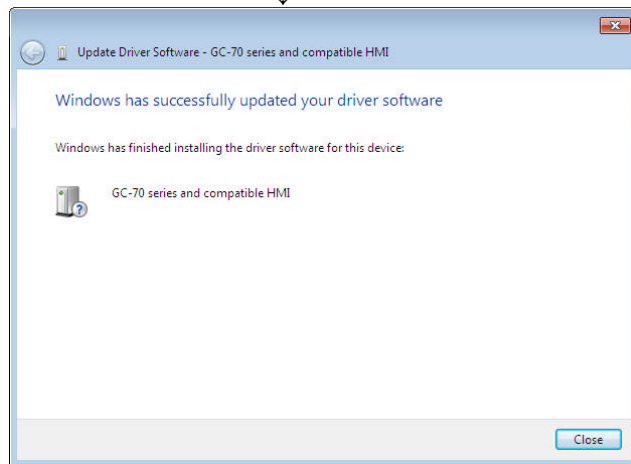 Update Driver Software - GC-70 series and compatible HMI
Windows has successfully updated your driver software
Windows has finished installing the driver software for this device:
GC-70 series and compatible HMI
Close